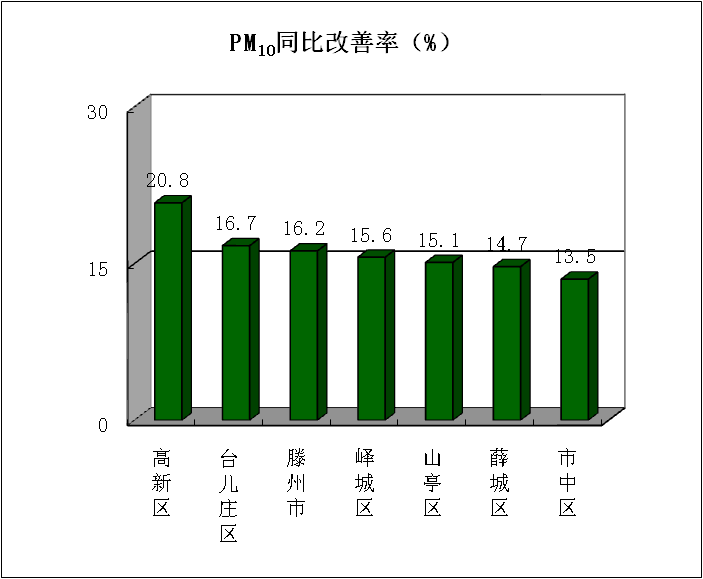 PM10同比改善率（%）
30
15
0
20.8
16.7
16.2
15.6
15.1
14.7
13.5
高新区
台儿庄区
滕州市
峄城区
山亭区
薛城区
市中区